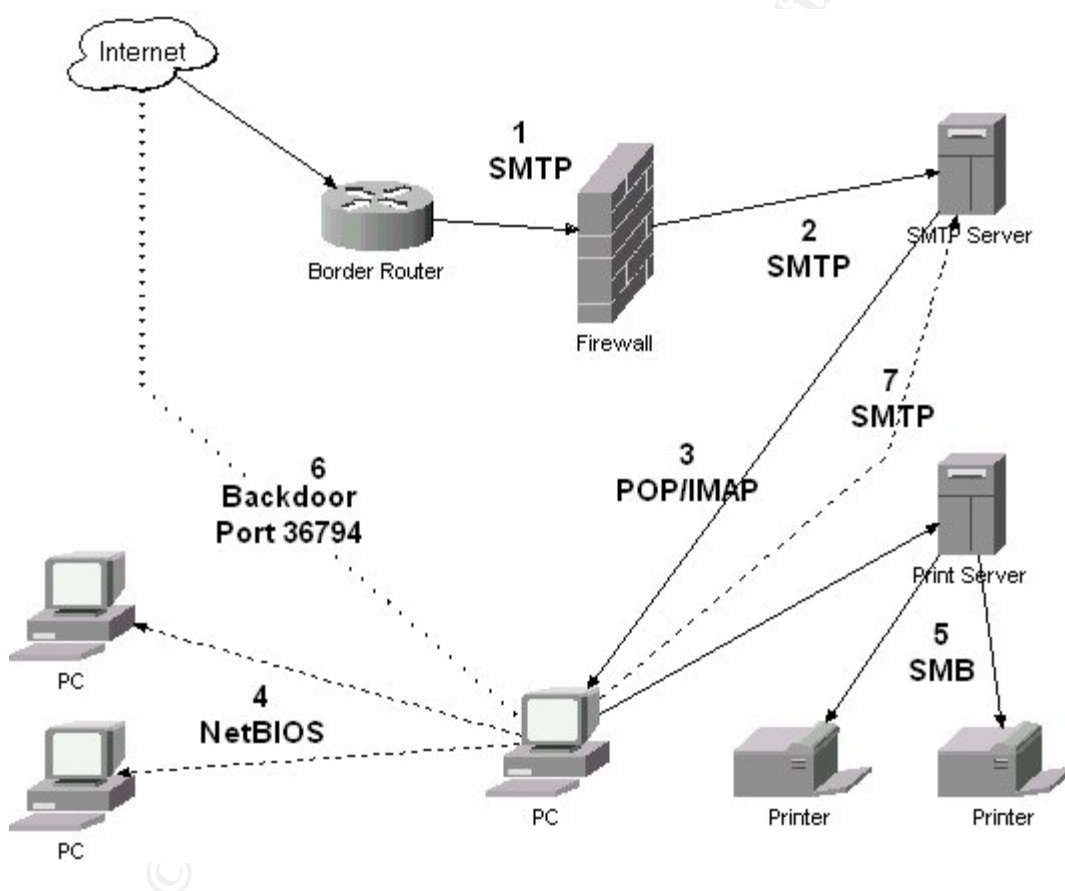 Internet
1
SMTP
Border Router
Firewall
2
SMTP
SMTP Server
7
SMTP
3
POP/IMAP
6
Backdoor
Port 36794
Print Server
5
SMB
PC
4
NetBIOS
PC
PC
Printer
Printer
©